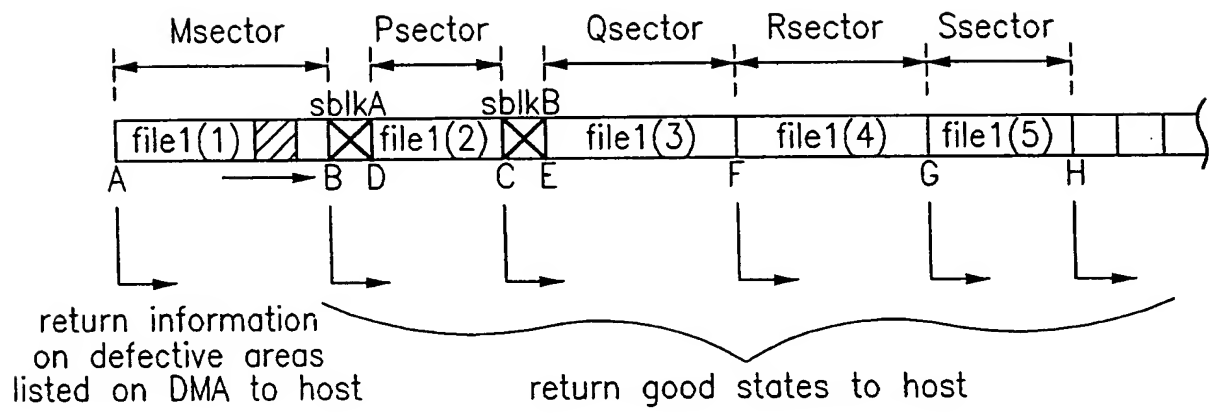 Msector Psector Qsector Rsector Ssector
sblkA sblkB
file1(1) file1(2) file1(3) file1(4) file1(5)
A B D C E F G H
return information
on defective areas
listed on DMA to host
return good states to host